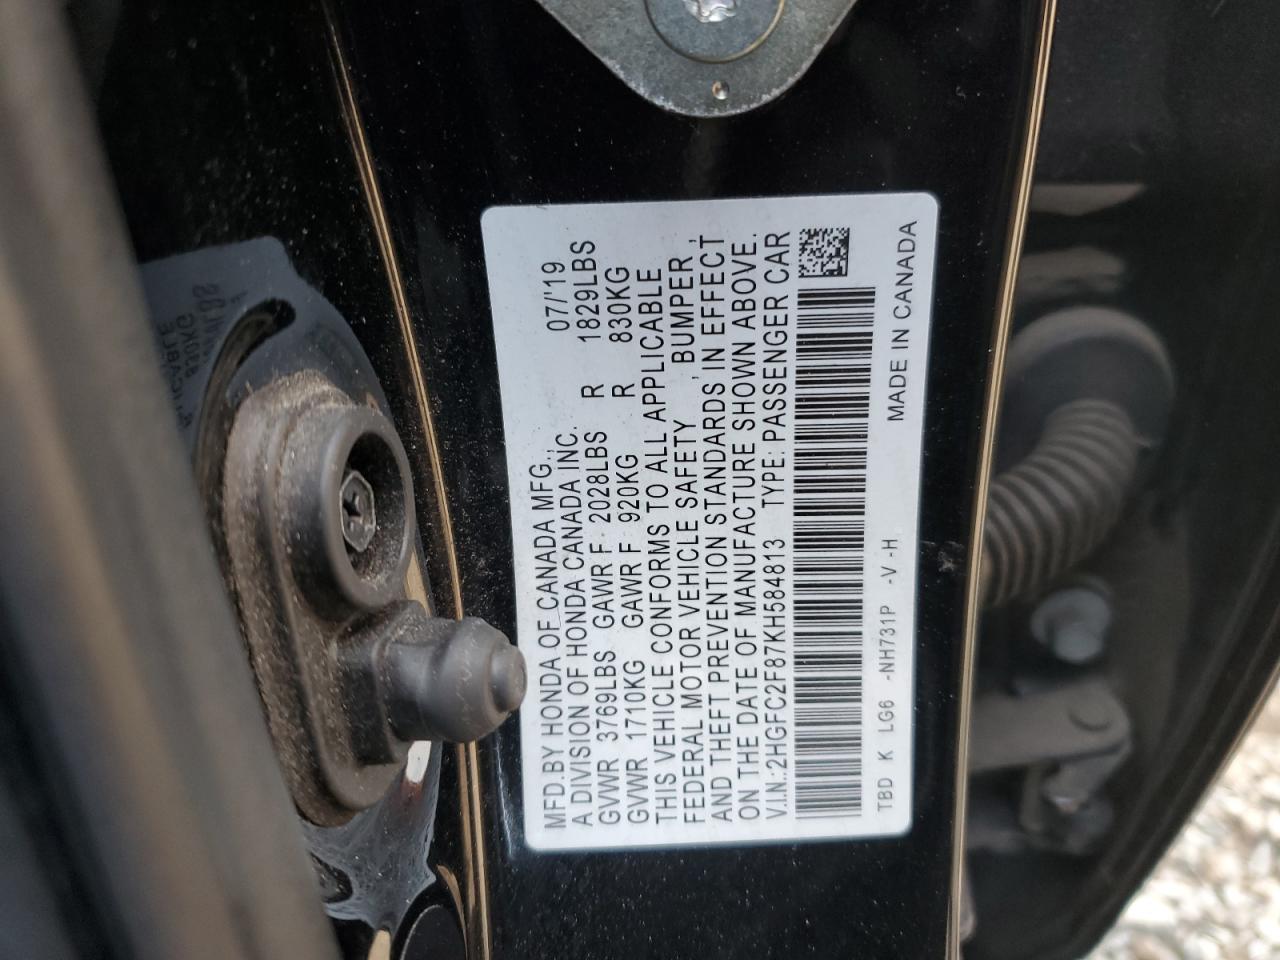 MFD.BY HONDA OF CANADA MFG., 07/'19
A DIVISION OF HONDA CANADA INC.
GVWR 3769LBS GAWR F: 2028LBS R 1829LBS
GVWR 1710KG GAWR F 920KG R 830KG
THIS VEHICLE CONFORMS TO ALL APPLICABLE
FEDERAL MOTOR VEHICLE SAFETY , BUMPER ,
AND THEFT PREVENTION STANDARDS IN EFFECT
ON THE DATE OF MANUFACTURE SHOWN ABOVE.
V.I.N.:2HGFC2F87KH584813 TYPE: PASSENGER CAR
TBD K LG6 -NH731P -V -H
MADE IN CANADA
830KG